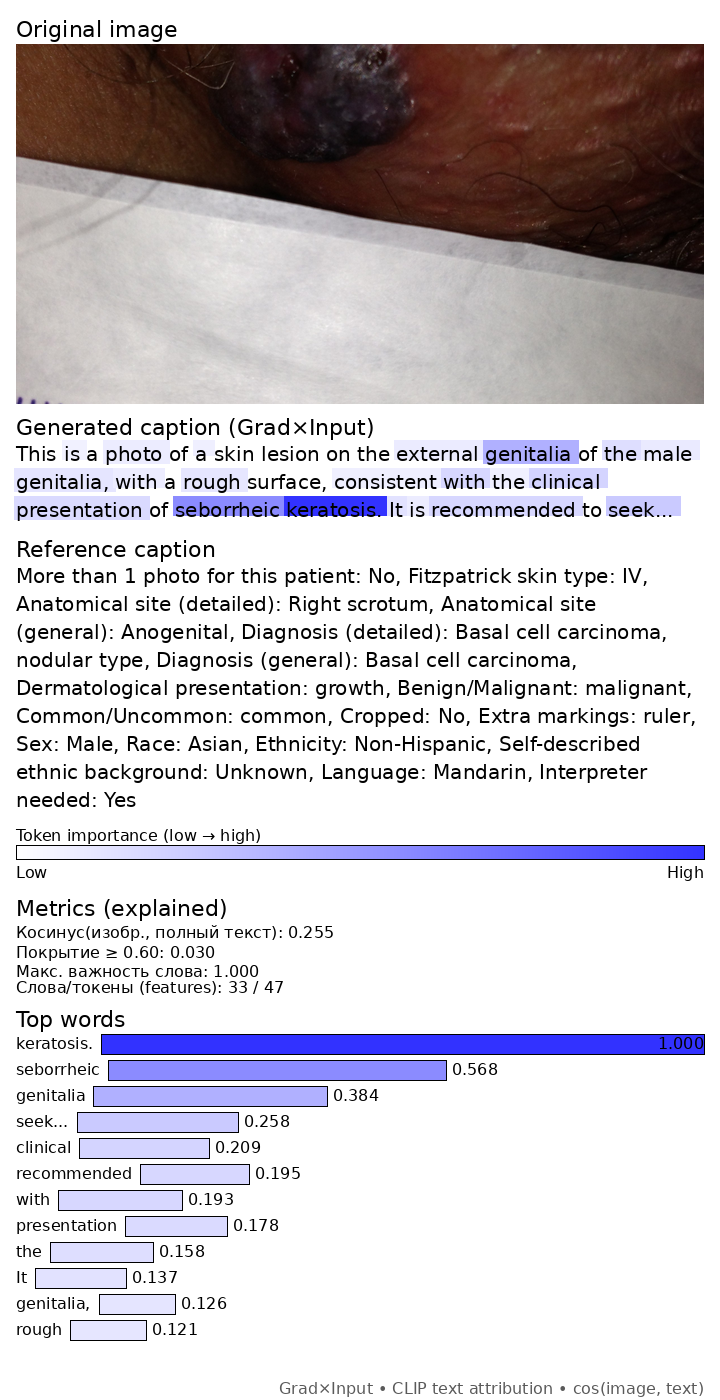 Original image
Generated caption (Grad×Input)
This is a photo of a skin lesion on the external genitalia of the male
genitalia, with a rough surface, consistent with the clinical
presentation of seborrheic keratosis. It is recommended to seek...
Reference caption
More than 1 photo for this patient: No, Fitzpatrick skin type: IV,
Anatomical site (detailed): Right scrotum, Anatomical site
(general): Anogenital, Diagnosis (detailed): Basal cell carcinoma,
nodular type, Diagnosis (general): Basal cell carcinoma,
Dermatological presentation: growth, Benign/Malignant: malignant,
Common/Uncommon: common, Cropped: No, Extra markings: ruler,
Sex: Male, Race: Asian, Ethnicity: Non-Hispanic, Self-described
ethnic background: Unknown, Language: Mandarin, Interpreter
needed: Yes
Token importance (low → high)
Low High
Metrics (explained)
Косинус(изобр., полный текст): 0.255
Покрытие ≥ 0.60: 0.030
Макс. важность слова: 1.000
Слова/токены (features): 33 / 47
Top words
keratosis. 1.000
seborrheic 0.568
genitalia 0.384
seek... 0.258
clinical 0.209
recommended 0.195
with 0.193
presentation 0.178
the 0.158
It 0.137
genitalia, 0.126
rough 0.121
Grad×Input • CLIP text attribution • cos(image, text)